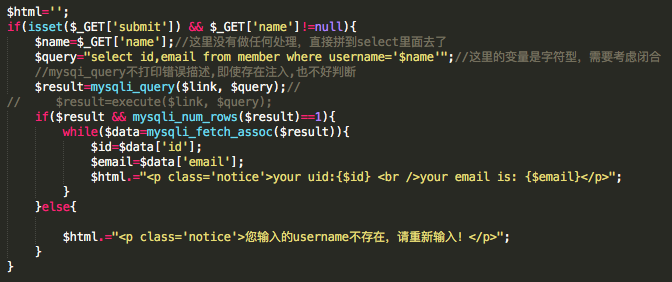 $html='';
if(isset($_GET['submit']) && $_GET['name']!=null){
    $name=$_GET['name'];//这里没有做任何处理，直接拼到select里面去了
    $query="select id,email from member where username='$name'";//这里的变量是字符型，需要考虑闭合
    //mysqi_query不打印错误描述,即使存在注入,也不好判断
    $result=mysqli_query($link, $query);//
//     $result=execute($link, $query);
    if($result && mysqli_num_rows($result)==1){
        while($data=mysqli_fetch_assoc($result)){
            $id=$data['id'];
            $email=$data['email'];
            $html.="<p class='notice'>your uid:{$id} <br />your email is: {$email}</p>";
        }
    }else{
        $html.="<p class='notice'>您输入的username不存在，请重新输入！</p>";
    }
}